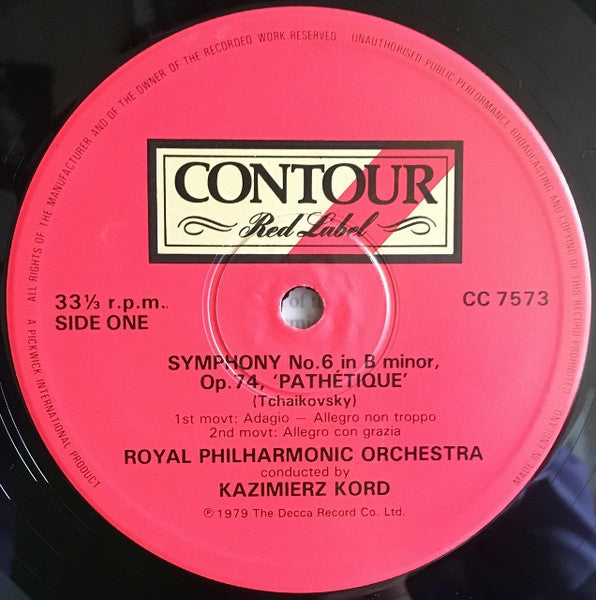 ALL RIGHTS OF THE MANUFACTURER AND OF THE OWNER OF THE RECORDED WORK RESERVED · UNAUTHORISED PUBLIC PERFORMANCE BROADCASTING AND COPYING OF THIS RECORD PROHIBITED
CONTOUR
Red Label
33⅓ r.p.m.
CC 7573
SIDE ONE
SYMPHONY No.6 in B minor,
Op.74, ‘PATHÉTIQUE’
(Tchaikovsky)
1st movt: Adagio — Allegro non troppo
2nd movt: Allegro con grazia
ROYAL PHILHARMONIC ORCHESTRA
conducted by
KAZIMIERZ KORD
℗ 1979 The Decca Record Co. Ltd.
A PICKWICK INTERNATIONAL PRODUCT
MADE IN ENGLAND